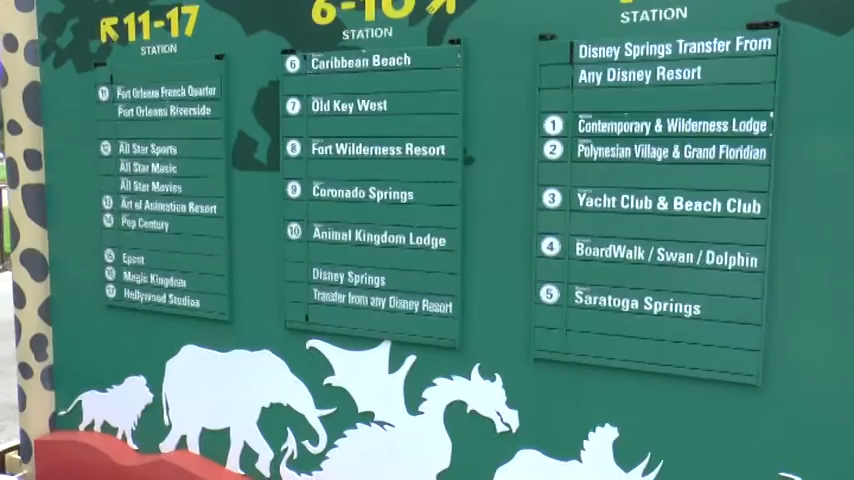 11-17
STATION
11 Port Orleans French Quarter
Port Orleans Riverside
12 All Star Sports
All Star Music
All Star Movies
13 Art of Animation Resort
14 Pop Century
15 Epcot
16 Magic Kingdom
17 Hollywood Studios
6-10
STATION
6 Caribbean Beach
7 Old Key West
8 Fort Wilderness Resort
9 Coronado Springs
10 Animal Kingdom Lodge
Disney Springs
Transfer from any Disney Resort
STATION
Disney Springs Transfer From
Any Disney Resort
1 Contemporary & Wilderness Lodge
2 Polynesian Village & Grand Floridian
3 Yacht Club & Beach Club
4 BoardWalk / Swan / Dolphin
5 Saratoga Springs